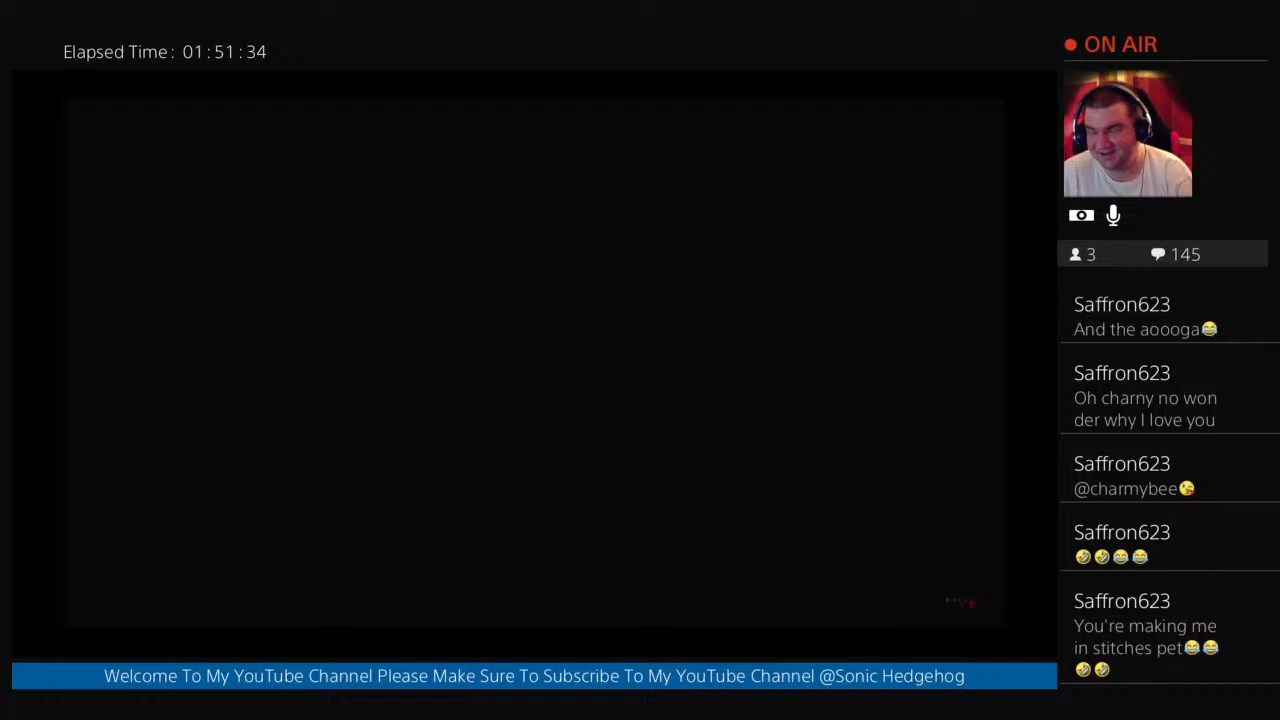 Elapsed Time: 01:51:34
ON AIR
3 145
Saffron623
And the aoooga😂
Saffron623
Oh charny no won
der why I love you
Saffron623
@charmybee😘
Saffron623
🤣🤣😂😂
Saffron623
You're making me
in stitches pet😂😂
🤣🤣
Welcome To My YouTube Channel Please Make Sure To Subscribe To My YouTube Channel @Sonic Hedgehog